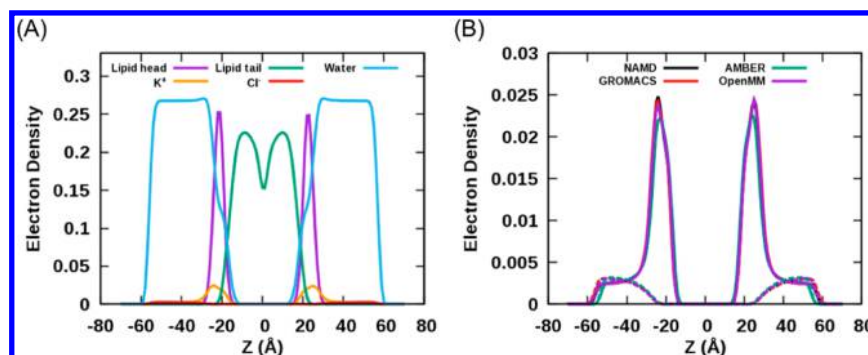 (A)
Lipid head Lipid tail Water
K⁺ Cl⁻
0.3
0.25
0.2
0.15
0.1
0.05
0
Electron Density
-80 -60 -40 -20 0 20 40 60 80
Z (Å)
(B)
NAMD AMBER
GROMACS OpenMM
0.03
0.025
0.02
0.015
0.01
0.005
0
Electron Density
-80 -60 -40 -20 0 20 40 60 80
Z (Å)